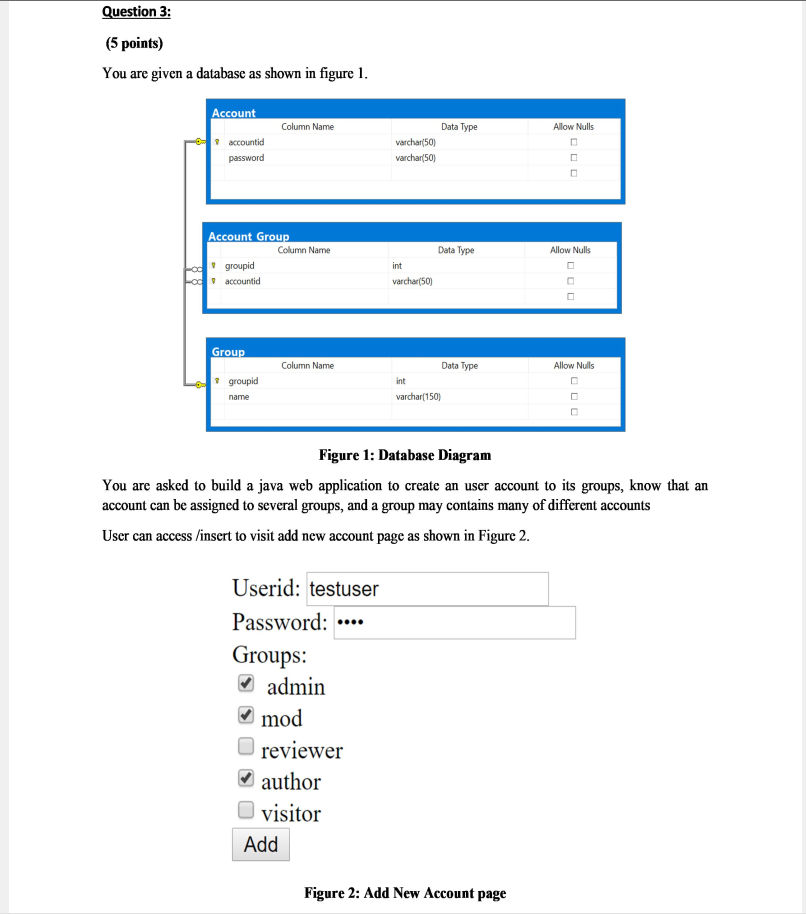 Question 3:
(5 points)
You are given a database as shown in figure 1.
Account
Column Name Data Type Allow Nulls
accountid varchar(50)
password varchar(50)
Account Group
Column Name Data Type Allow Nulls
groupid int
accountid varchar(50)
Group
Column Name Data Type Allow Nulls
groupid int
name varchar(150)
Figure 1: Database Diagram
You are asked to build a java web application to create an user account to its groups, know that an
account can be assigned to several groups, and a group may contains many of different accounts
User can access /insert to visit add new account page as shown in Figure 2.
Userid: testuser
Password: ••••
Groups:
admin
mod
reviewer
author
visitor
Add
Figure 2: Add New Account page